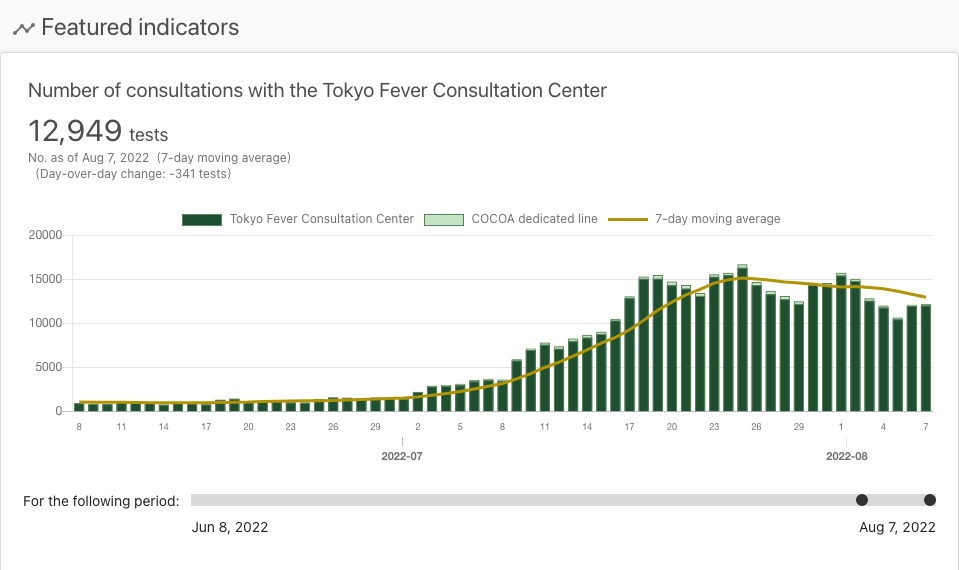 Featured indicators
Number of consultations with the Tokyo Fever Consultation Center
12,949 tests
No. as of Aug 7, 2022 (7-day moving average)
(Day-over-day change: -341 tests)
Tokyo Fever Consultation Center COCOA dedicated line 7-day moving average
20000
15000
10000
5000
0
8 11 14 17 20 23 26 29 2 5 8 11 14 17 20 23 26 29 1 4 7
2022-07 2022-08
For the following period:
Jun 8, 2022 Aug 7, 2022